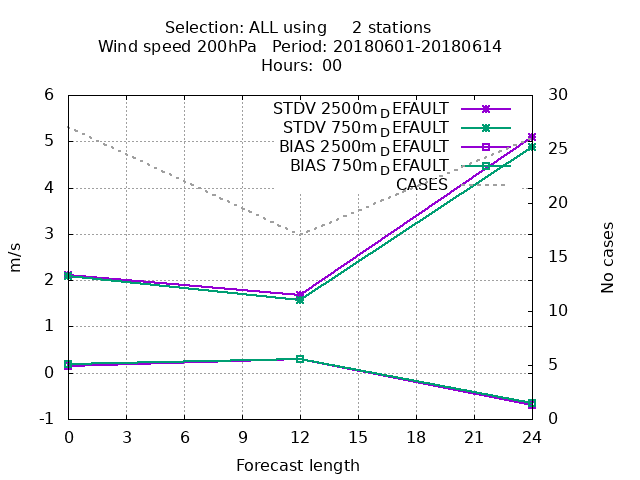 Selection: ALL using     2 stations
Wind speed 200hPa   Period: 20180601-20180614
Hours: 00
6
5
4
3
2
1
0
-1
m/s
30
25
20
15
10
5
0
No cases
STDV 2500m_DEFAULT
STDV 750m_DEFAULT
BIAS 2500m_DEFAULT
BIAS 750m_DEFAULT
CASES
0 3 6 9 12 15 18 21 24
Forecast length